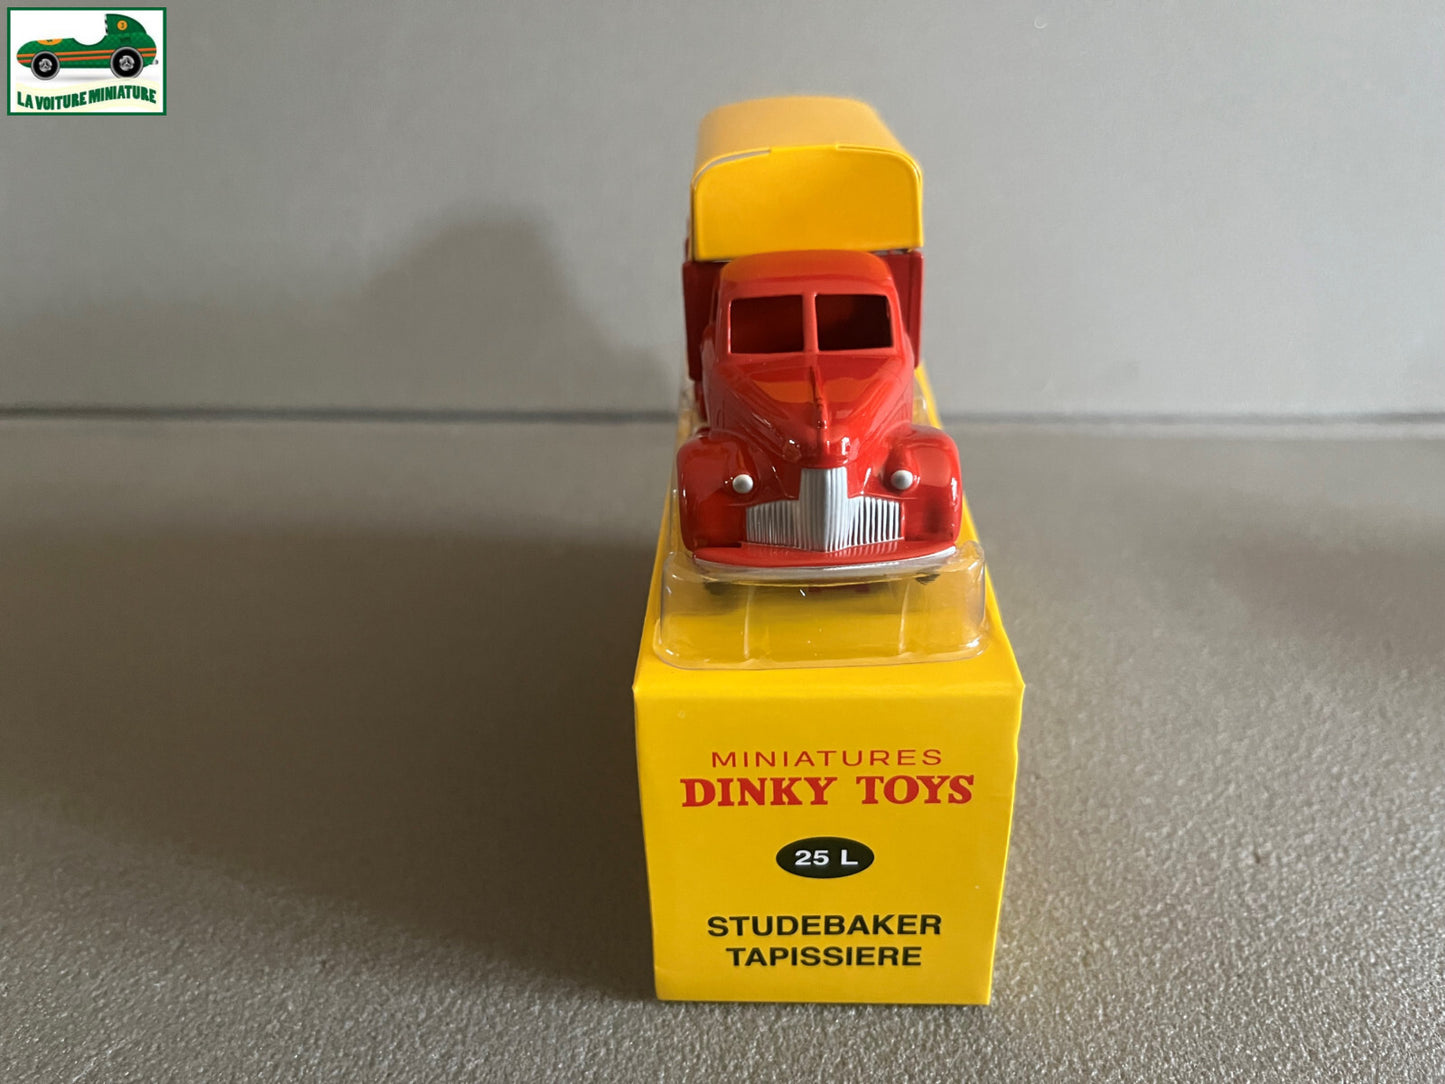 LA VOITURE MINIATURE
MINIATURES
DINKY TOYS
25 L
STUDEBAKER
TAPISSIERE